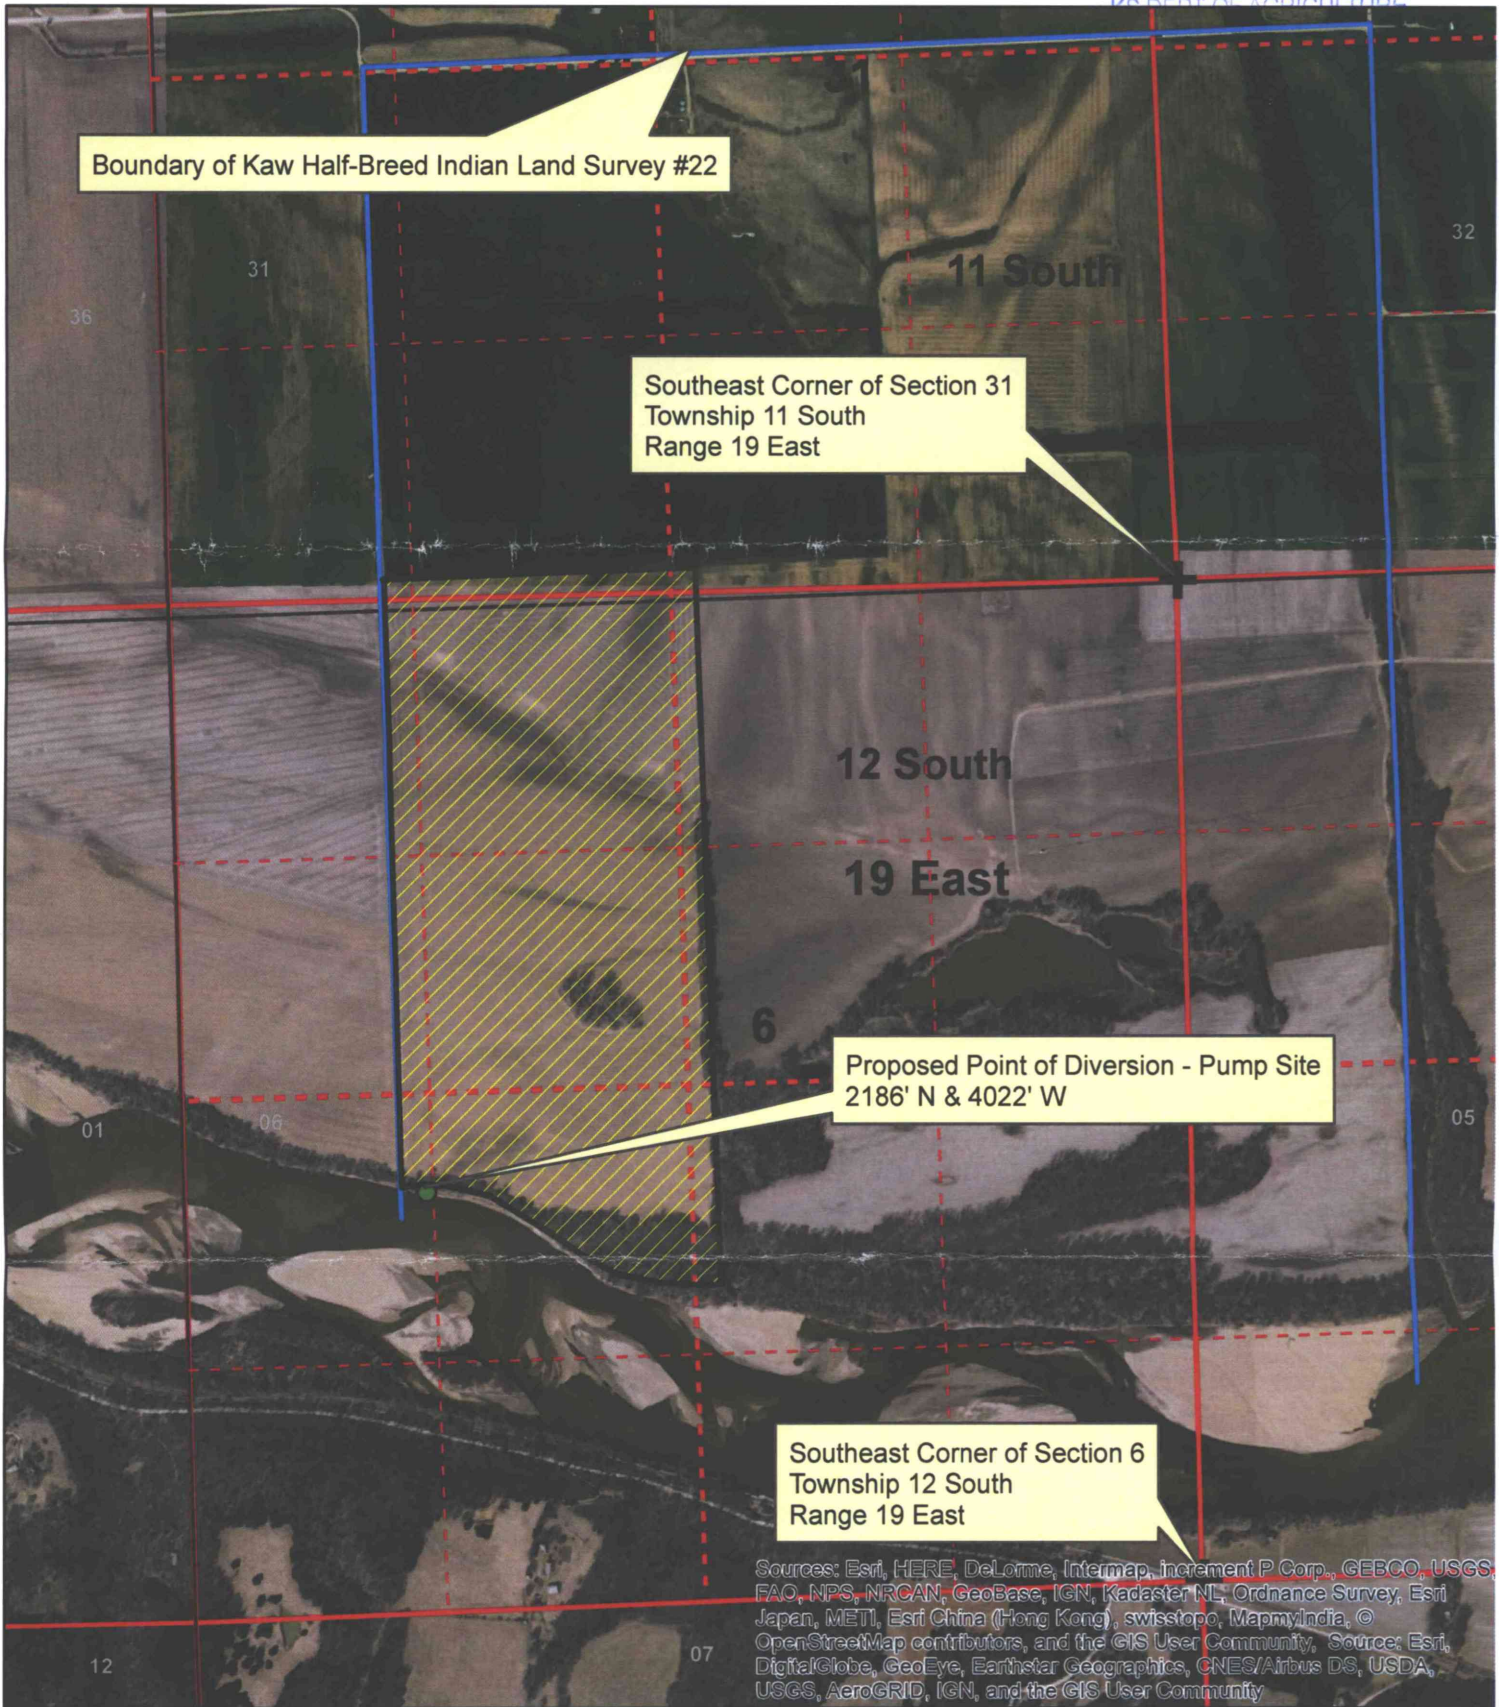 KS DEPT OF AGRICULTURE
Boundary of Kaw Half-Breed Indian Land Survey #22
31
32
36
11 South
Southeast Corner of Section 31
Township 11 South
Range 19 East
12 South
19 East
6
Proposed Point of Diversion - Pump Site
2186' N & 4022' W
01
06
05
Southeast Corner of Section 6
Township 12 South
Range 19 East
Sources: Esri, HERE, DeLorme, Intermap, increment P Corp., GEBCO, USGS,
FAO, NPS, NRCAN, GeoBase, IGN, Kadaster NL, Ordnance Survey, Esri
Japan, METI, Esri China (Hong Kong), swisstopo, MapmyIndia, ©
OpenStreetMap contributors, and the GIS User Community, Source: Esri,
DigitalGlobe, GeoEye, Earthstar Geographics, CNES/Airbus DS, USDA,
USGS, AeroGRID, IGN, and the GIS User Community
07
12